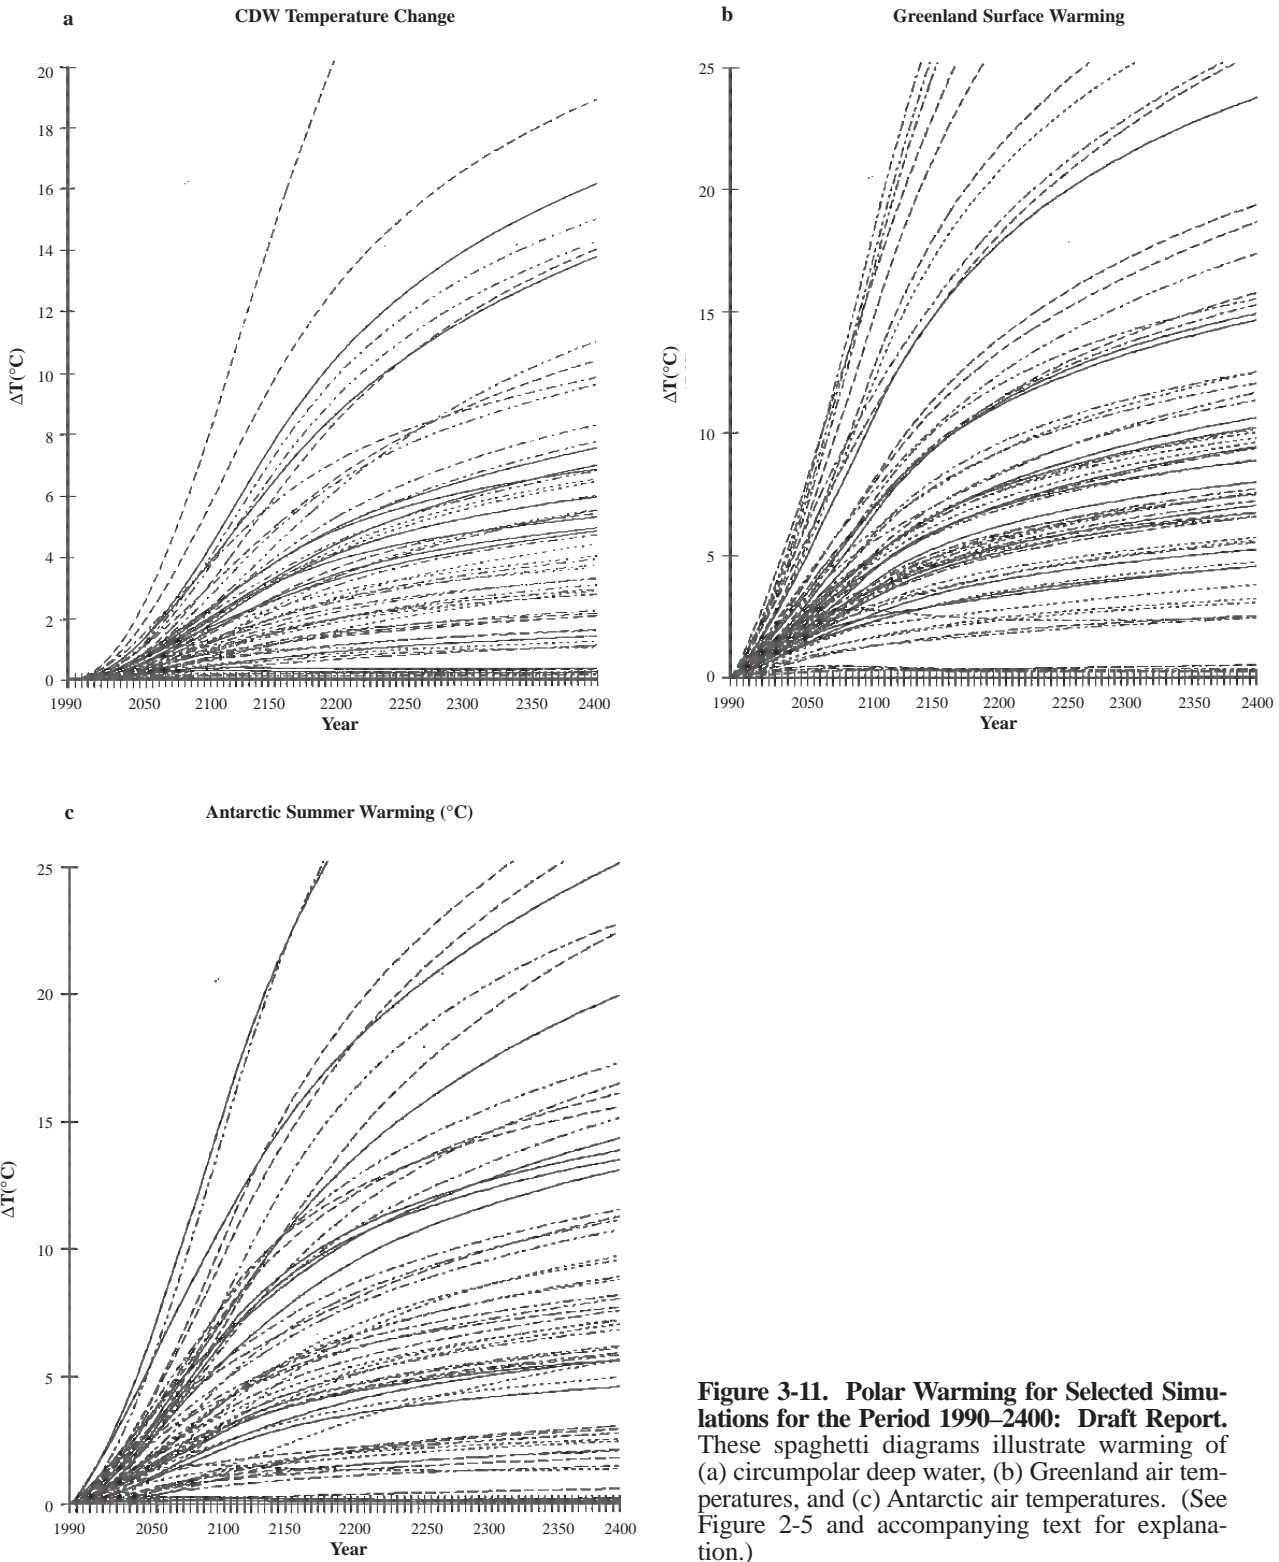 a
CDW Temperature Change
20
18
16
14
12
10
8
6
4
2
0
ΔT(°C)
1990 2050 2100 2150 2200 2250 2300 2350 2400
Year
b
Greenland Surface Warming
25
20
15
10
5
0
ΔT(°C)
1990 2050 2100 2150 2200 2250 2300 2350 2400
Year
c
Antarctic Summer Warming (°C)
25
20
15
10
5
0
ΔT(°C)
1990 2050 2100 2150 2200 2250 2300 2350 2400
Year
Figure 3-11. Polar Warming for Selected Simu-
lations for the Period 1990–2400: Draft Report.
These spaghetti diagrams illustrate warming of
(a) circumpolar deep water, (b) Greenland air tem-
peratures, and (c) Antarctic air temperatures. (See
Figure 2-5 and accompanying text for explana-
tion.)